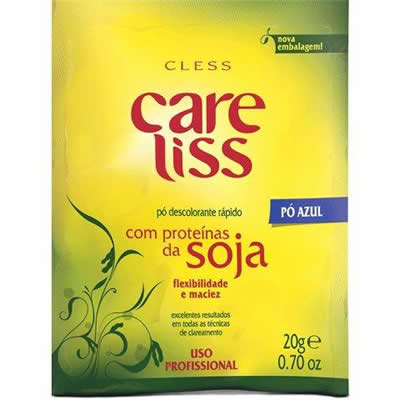 nova
embalagem!
CLESS
care
liss
pó descolorante rápido
PÓ AZUL
com proteínas
da soja
flexibilidade
e maciez
excelentes resultados
em todas as técnicas
de clareamento
USO
PROFISSIONAL
20g e
0.70 oz